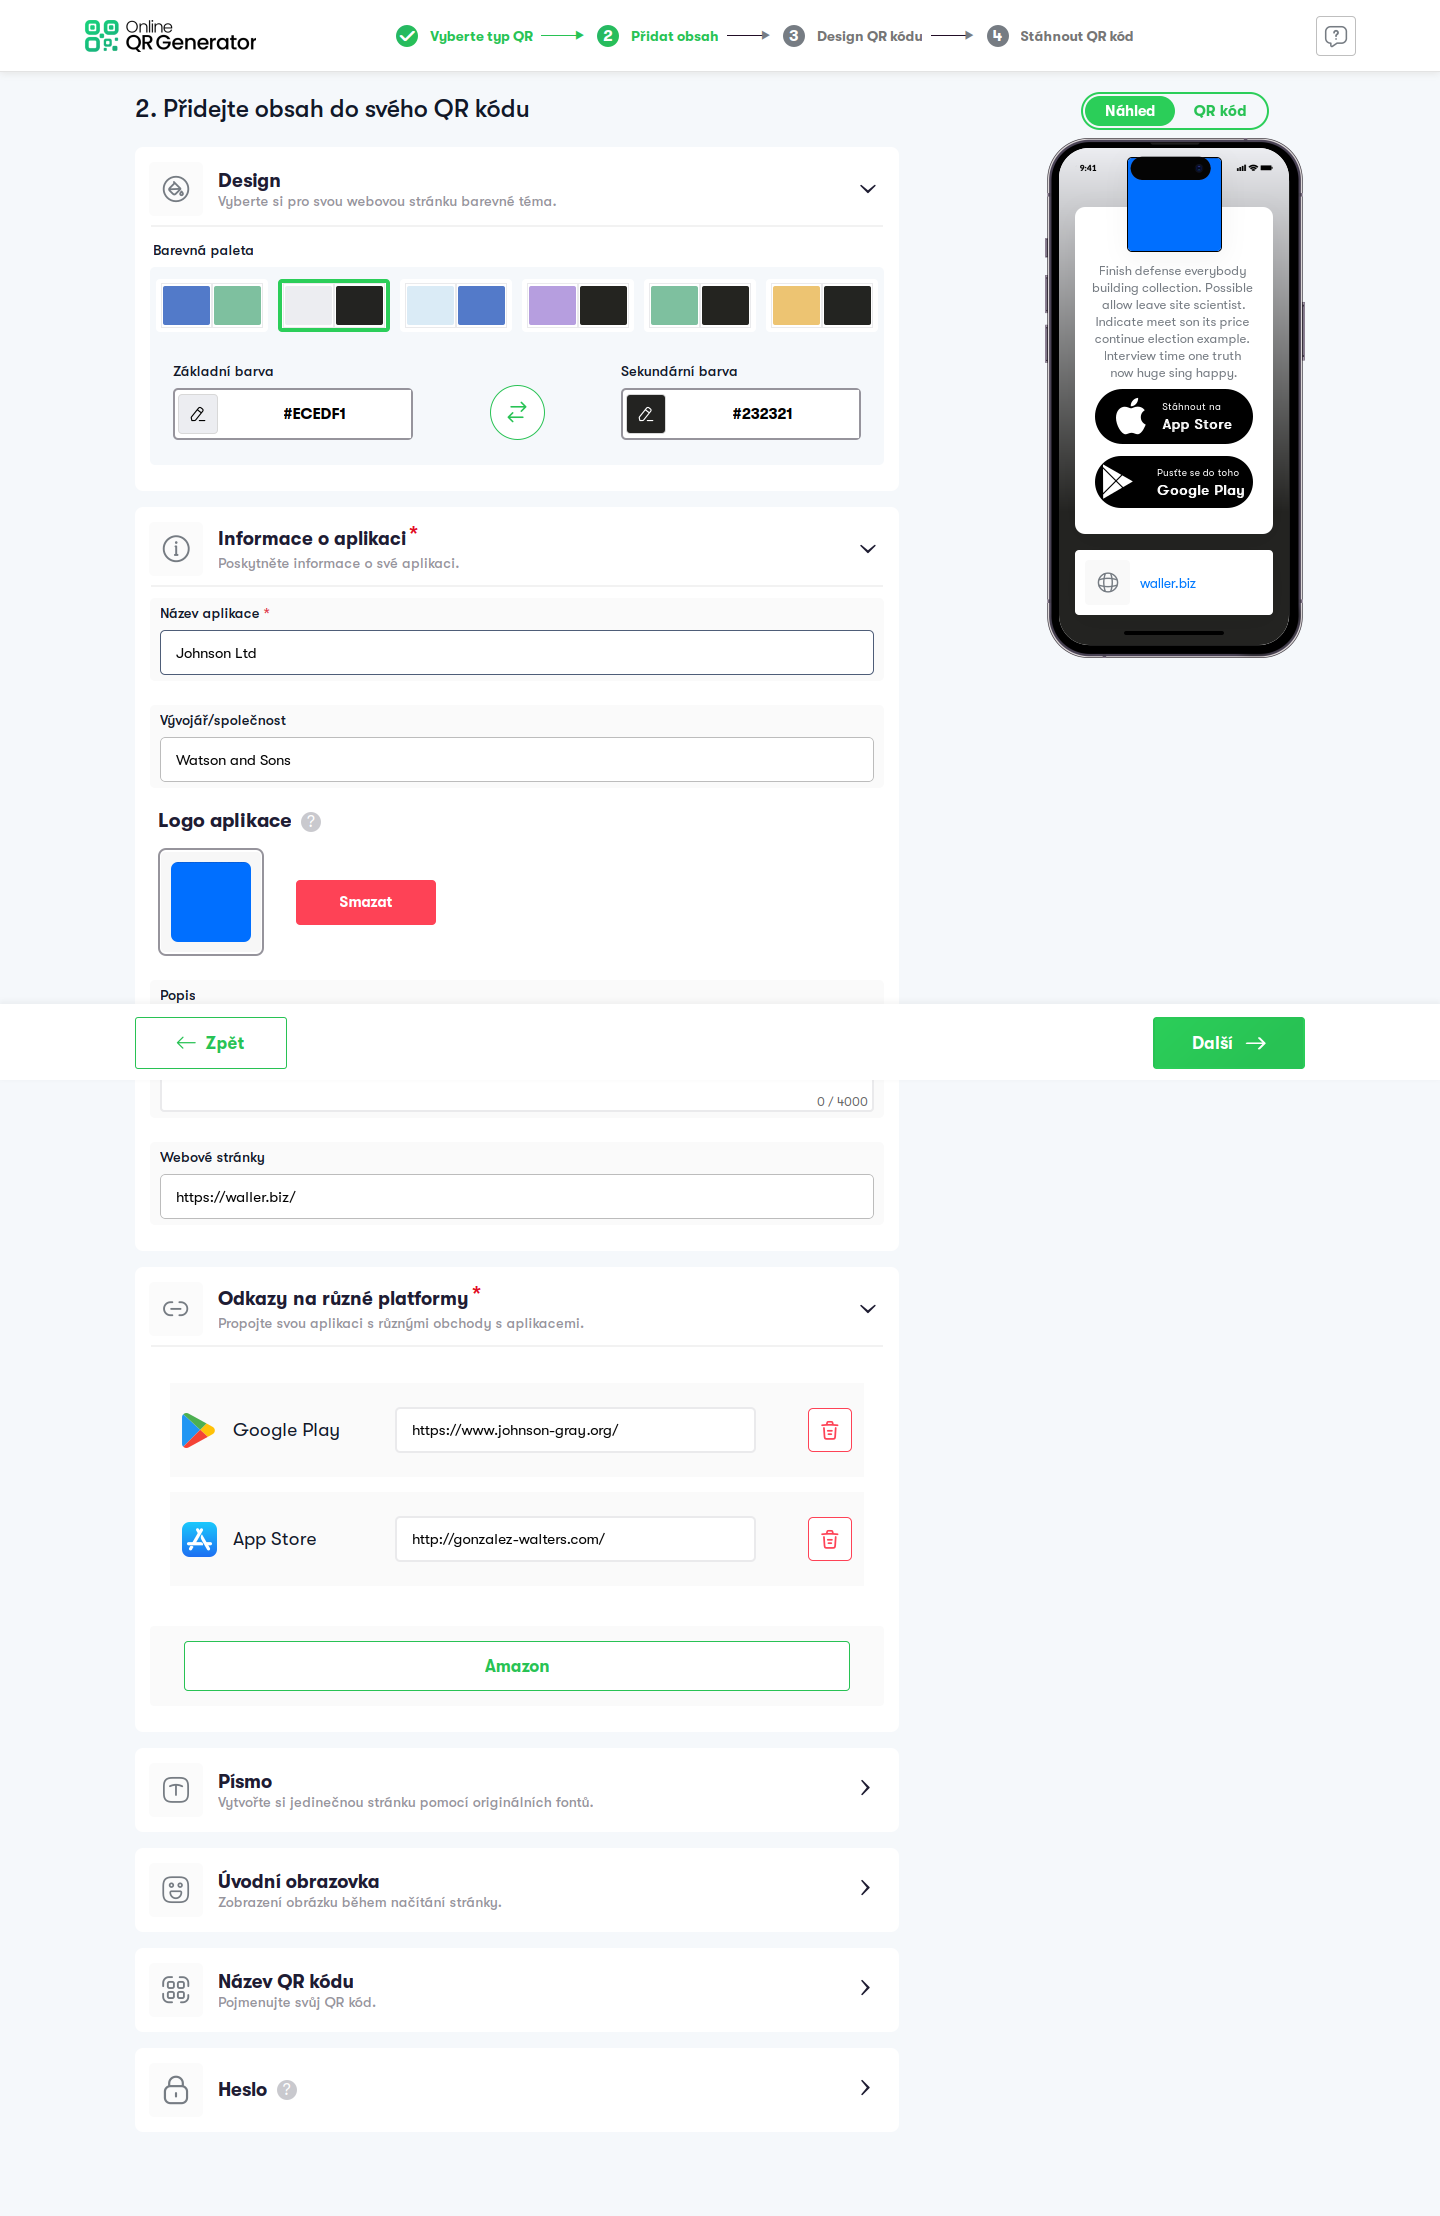 Online
QR Generator
Vyberte typ QR
2 Přidat obsah
3 Design QR kódu
4 Stáhnout QR kód
2. Přidejte obsah do svého QR kódu
Design
Vyberte si pro svou webovou stránku barevné téma.
Barevná paleta
Základní barva
Sekundární barva
#ECEDF1
#232321
Informace o aplikaci *
Poskytněte informace o své aplikaci.
Název aplikace *
Johnson Ltd
Vývojář/společnost
Watson and Sons
Logo aplikace ?
Smazat
Popis
Zpět
Další
0 / 4000
Webové stránky
https://waller.biz/
Odkazy na různé platformy *
Propojte svou aplikaci s různými obchody s aplikacemi.
Google Play
https://www.johnson-gray.org/
App Store
http://gonzalez-walters.com/
Amazon
Písmo
Vytvořte si jedinečnou stránku pomocí originálních fontů.
Úvodní obrazovka
Zobrazení obrázku během načítání stránky.
Název QR kódu
Pojmenujte svůj QR kód.
Heslo ?
Náhled
QR kód
9:41
Finish defense everybody
building collection. Possible
allow leave site scientist.
Indicate meet son its price
continue election example.
Interview time one truth
now huge sing happy.
Stáhnout na
App Store
Pusťte se do toho
Google Play
waller.biz